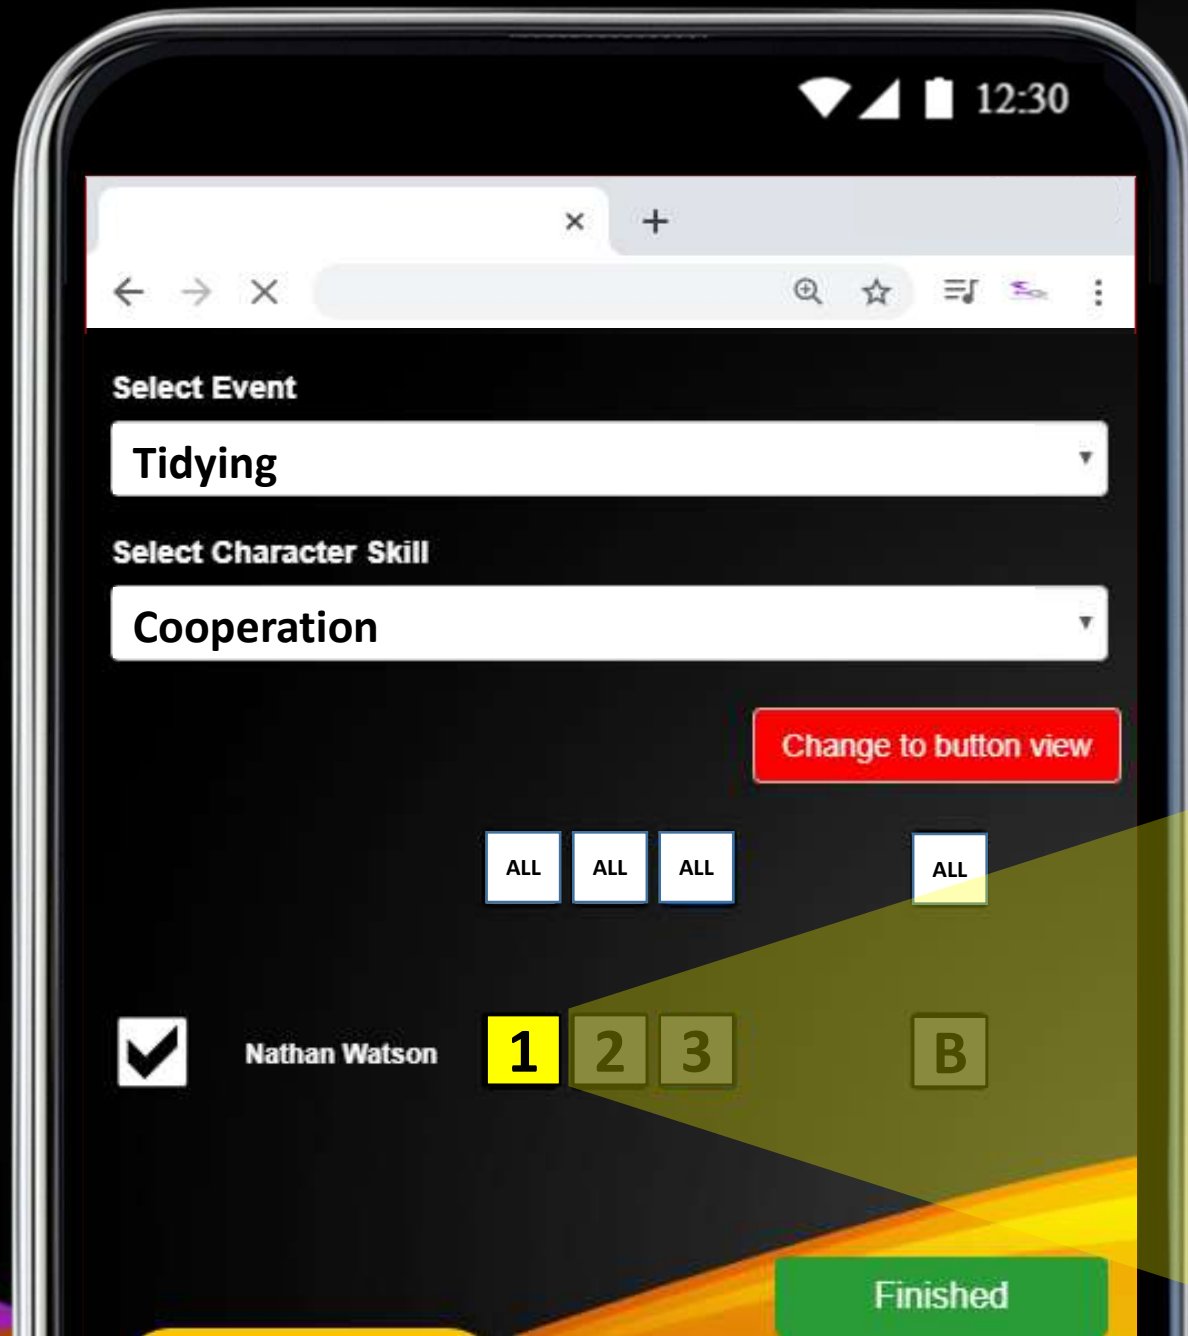 12:30
Select Event
Tidying
Select Character Skill
Cooperation
Change to button view
ALL ALL ALL ALL
Nathan Watson 1 2 3 B
Finished